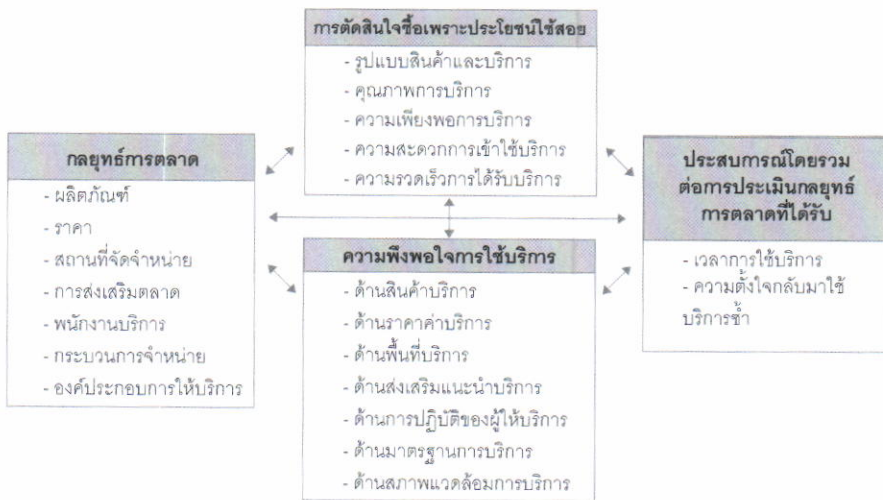 การตัดสินใจซื้อเพราะประโยชน์ใช้สอย
- รูปแบบสินค้าและบริการ
- คุณภาพการบริการ
- ความเพียงพอการบริการ
- ความสะดวกการเข้าใช้บริการ
- ความรวดเร็วการได้รับบริการ
กลยุทธ์การตลาด
- ผลิตภัณฑ์
- ราคา
- สถานที่จัดจำหน่าย
- การส่งเสริมตลาด
- พนักงานบริการ
- กระบวนการจำหน่าย
- องค์ประกอบการให้บริการ
ความพึงพอใจการใช้บริการ
- ด้านสินค้าบริการ
- ด้านราคาค่าบริการ
- ด้านพื้นที่บริการ
- ด้านส่งเสริมแนะนำบริการ
- ด้านการปฏิบัติของผู้ให้บริการ
- ด้านมาตรฐานการบริการ
- ด้านสภาพแวดล้อมการบริการ
ประสบการณ์โดยรวม
ต่อการประเมินกลยุทธ์
การตลาดที่ได้รับ
- เวลาการใช้บริการ
- ความตั้งใจกลับมาใช้
บริการซ้ำ